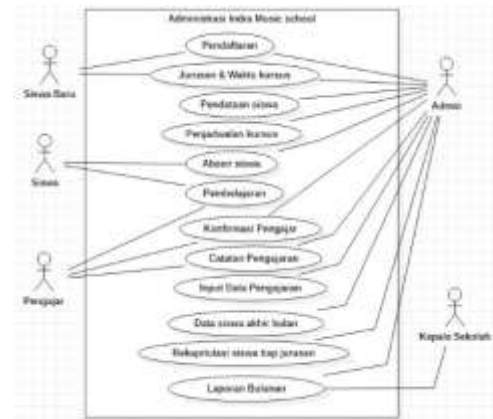 Administrasi Indra Music school
Pendaftaran
Jurusan & Waktu kursus
Siswa Baru
Admin
Pendataan siswa
Penjadwalan kursus
Absen siswa
Siswa
Pembelajaran
Konfirmasi Pengajar
Catatan Pengajaran
Input Data Pengajaran
Pengajar
Data siswa akhir bulan
Kepala Sekolah
Rekapitulasi siswa tiap jurusan
Laporan Bulanan